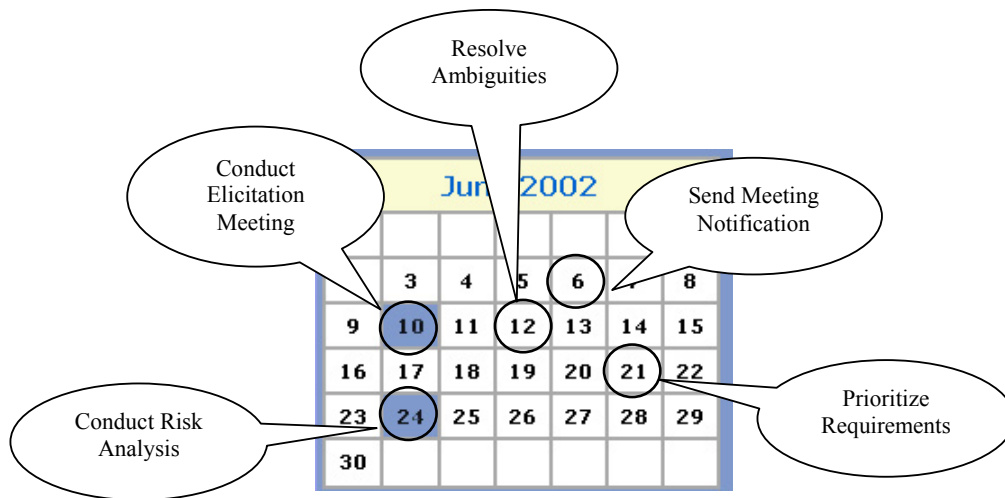 Resolve
Ambiguities
Conduct
Elicitation
Meeting
June 2002
Send Meeting
Notification
3 4 5 6 7 8
9 10 11 12 13 14 15
16 17 18 19 20 21 22
23 24 25 26 27 28 29
30
Conduct Risk
Analysis
Prioritize
Requirements